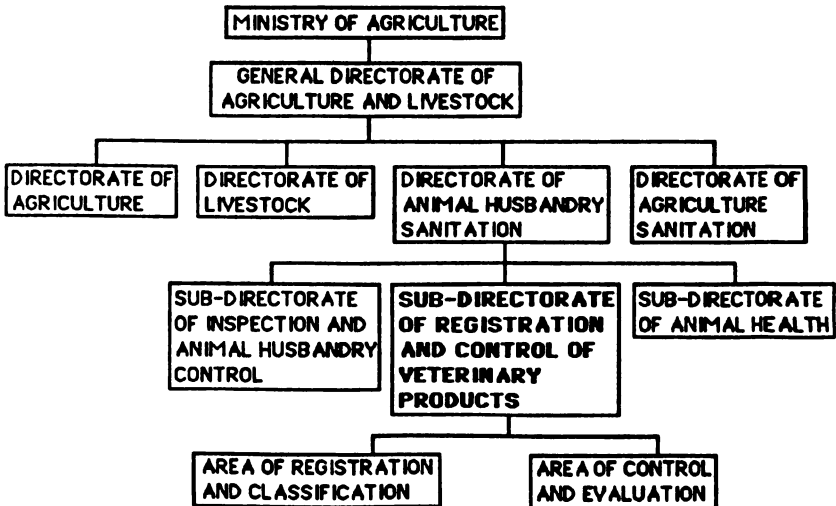 MINISTRY OF AGRICULTURE
GENERAL DIRECTORATE OF
AGRICULTURE AND LIVESTOCK
DIRECTORATE OF
AGRICULTURE
DIRECTORATE OF
LIVESTOCK
DIRECTORATE OF
ANIMAL HUSBANDRY
SANITATION
DIRECTORATE OF
AGRICULTURE
SANITATION
SUB-DIRECTORATE
OF INSPECTION AND
ANIMAL HUSBANDRY
CONTROL
SUB-DIRECTORATE
OF REGISTRATION
AND CONTROL OF
VETERINARY
PRODUCTS
SUB-DIRECTORATE
OF ANIMAL HEALTH
AREA OF REGISTRATION
AND CLASSIFICATION
AREA OF CONTROL
AND EVALUATION